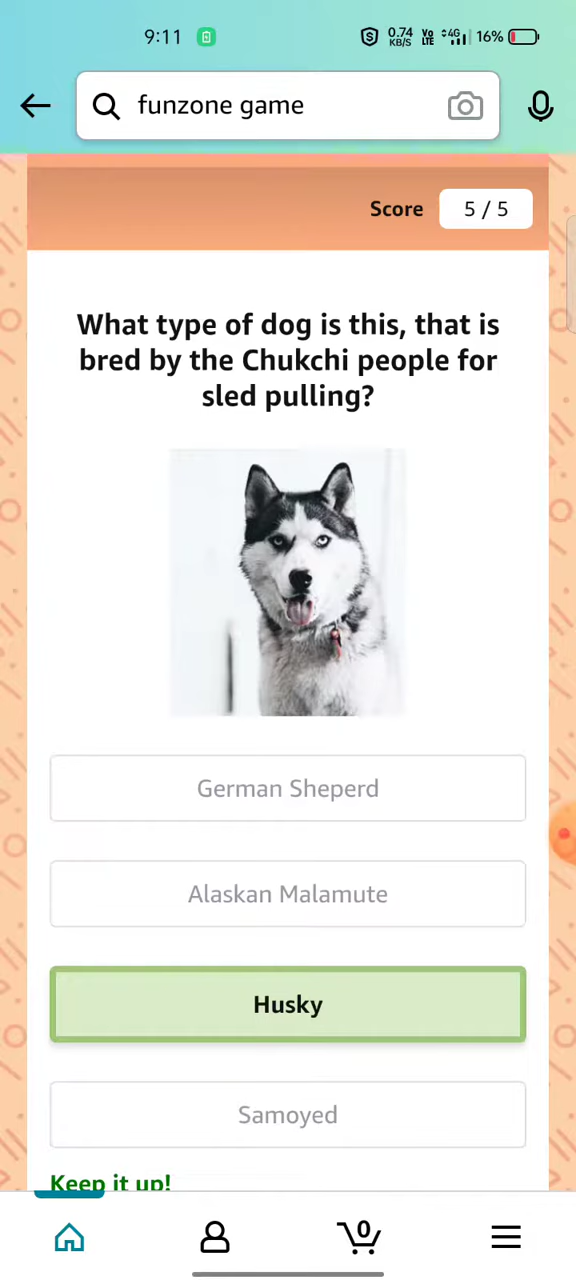 9:11
0.74 KB/S Vo LTE 4G 16%
funzone game
Score 5 / 5
What type of dog is this, that is
bred by the Chukchi people for
sled pulling?
German Sheperd
Alaskan Malamute
Husky
Samoyed
Keep it up!
0